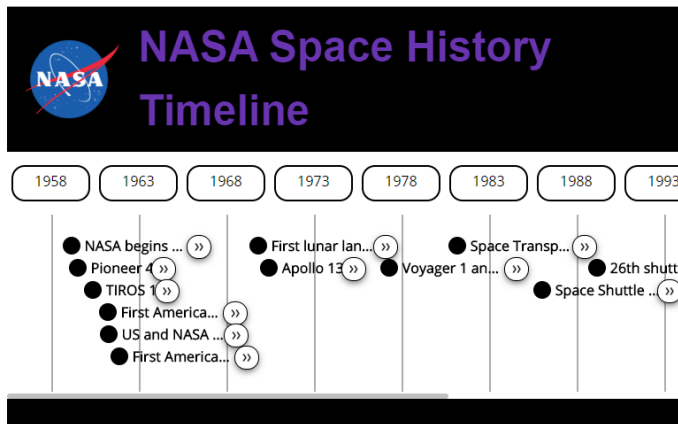 NASA Space History
Timeline
NASA
1958 1963 1968 1973 1978 1983 1988 1993
NASA begins ... » First lunar lan... » Space Transp... »
Pioneer 4 » Apollo 13 » Voyager 1 an... » 26th shutt
TIROS 1 » Space Shuttle ... »
First America... »
US and NASA ... »
First America... »